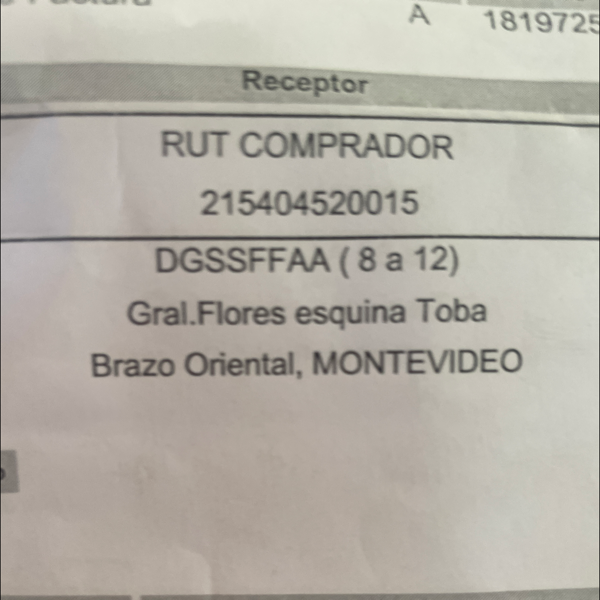 A 1819725
Receptor
RUT COMPRADOR
215404520015
DGSSFFAA ( 8 a 12)
Gral.Flores esquina Toba
Brazo Oriental, MONTEVIDEO